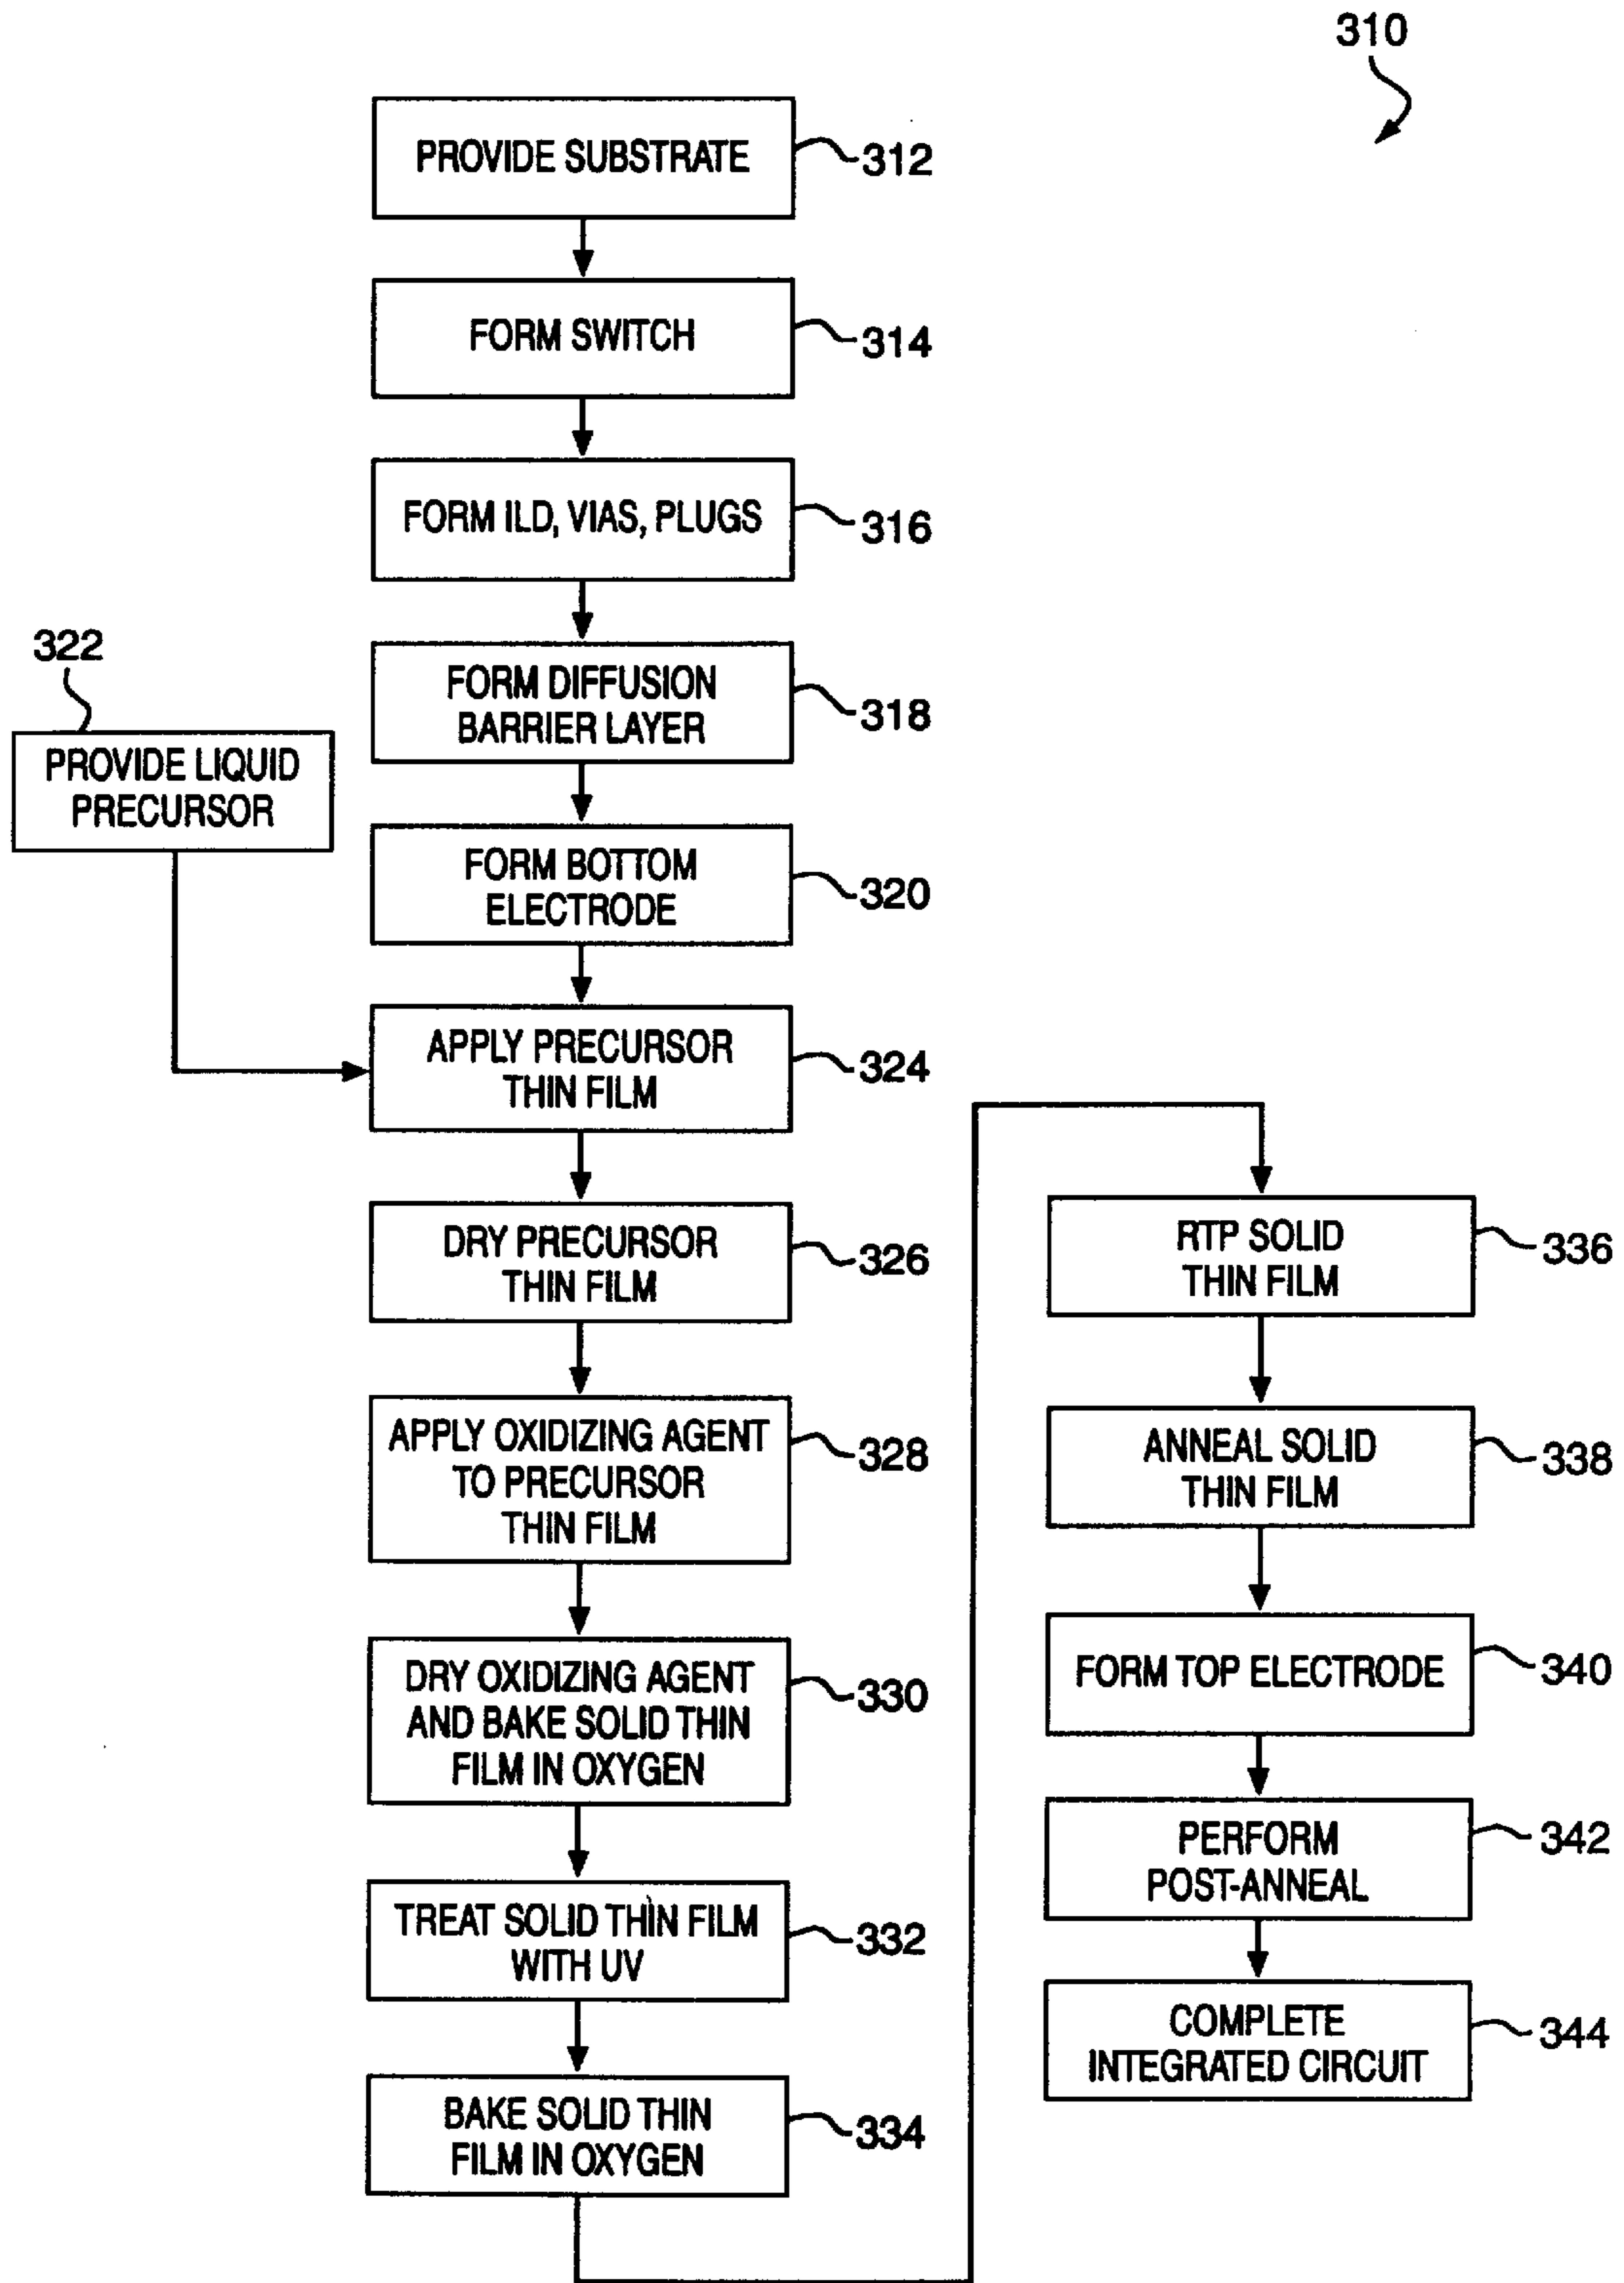 310
PROVIDE SUBSTRATE
312
FORM SWITCH
314
FORM ILD, VIAS, PLUGS
316
FORM DIFFUSION
BARRIER LAYER
318
322
PROVIDE LIQUID
PRECURSOR
FORM BOTTOM
ELECTRODE
320
APPLY PRECURSOR
THIN FILM
324
DRY PRECURSOR
THIN FILM
326
APPLY OXIDIZING AGENT
TO PRECURSOR
THIN FILM
328
DRY OXIDIZING AGENT
AND BAKE SOLID THIN
FILM IN OXYGEN
330
TREAT SOLID THIN FILM
WITH UV
332
BAKE SOLID THIN
FILM IN OXYGEN
334
RTP SOLID
THIN FILM
336
ANNEAL SOLID
THIN FILM
338
FORM TOP ELECTRODE
340
PERFORM
POST-ANNEAL
342
COMPLETE
INTEGRATED CIRCUIT
344